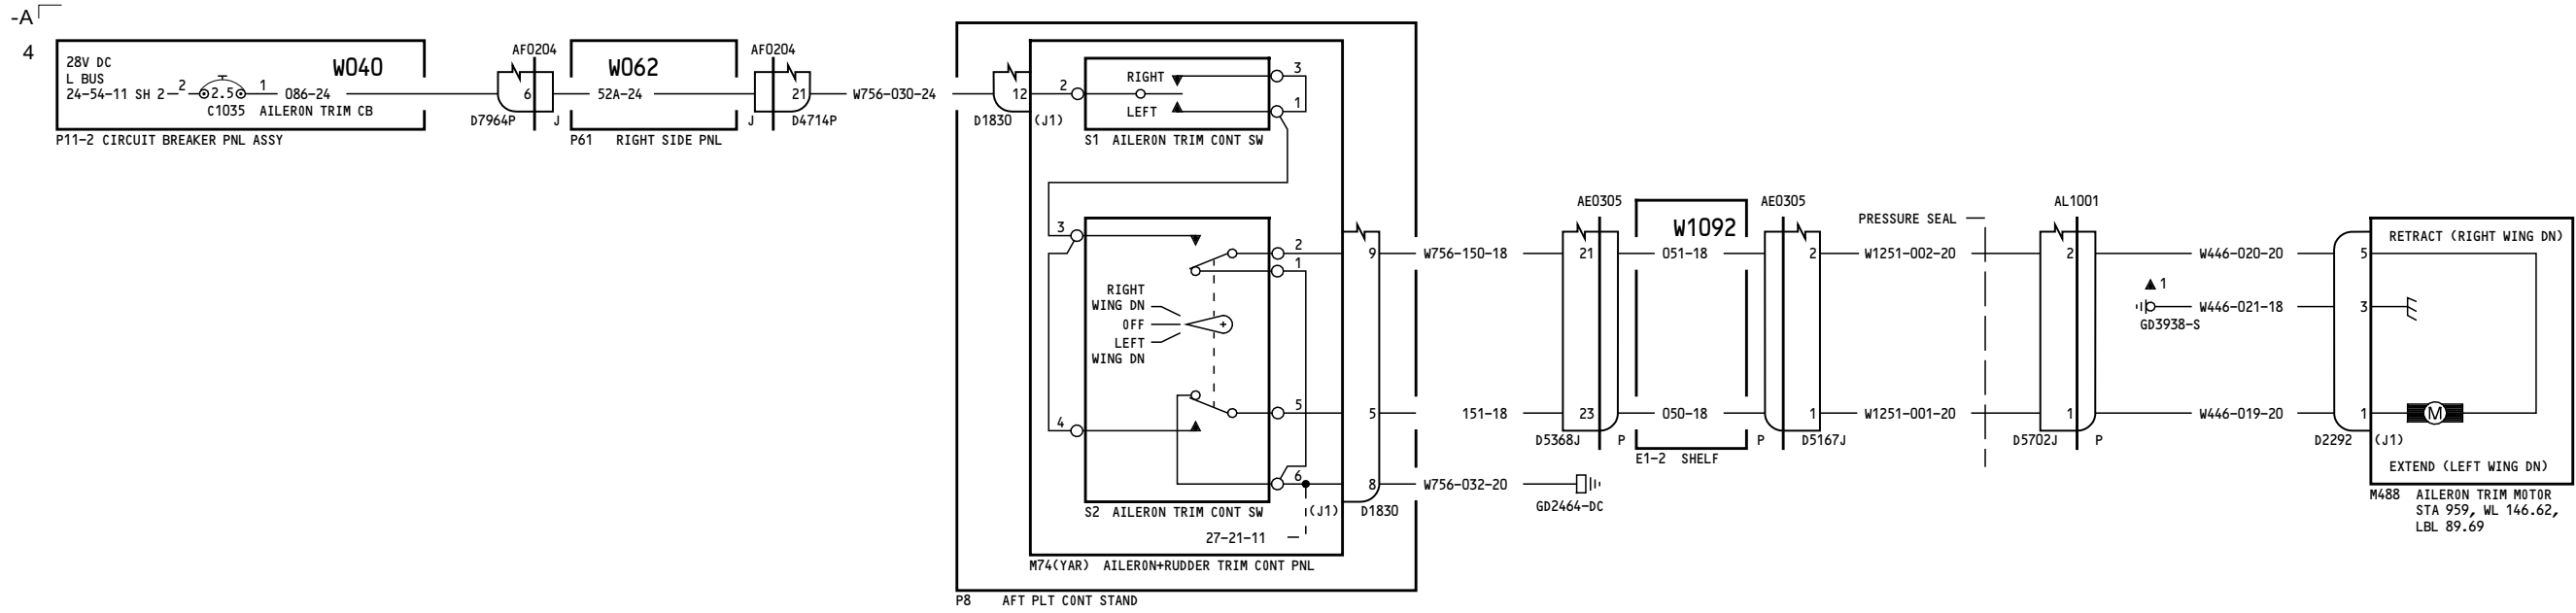 -A
4
28V DC
L BUS
24-54-11 SH 2
2
2.5
1
086-24
C1035 AILERON TRIM CB
W040
P11-2 CIRCUIT BREAKER PNL ASSY
AF0204
6
D7964P
J
W062
52A-24
P61 RIGHT SIDE PNL
AF0204
21
J
D4714P
W756-030-24
12
D1830
(J1)
2
RIGHT
LEFT
3
1
S1 AILERON TRIM CONT SW
3
4
2
1
RIGHT
WING DN
OFF
LEFT
WING DN
5
6
S2 AILERON TRIM CONT SW
(J1)
D1830
27-21-11
M74(YAR) AILERON+RUDDER TRIM CONT PNL
P8 AFT PLT CONT STAND
9
5
8
W756-150-18
151-18
W756-032-20
GD2464-DC
AE0305
21
23
D5368J
P
W1092
051-18
050-18
E1-2 SHELF
AE0305
2
1
P
D5167J
PRESSURE SEAL
W1251-002-20
W1251-001-20
AL1001
2
1
D5702J
P
W446-020-20
▲ 1
GD3938-S
W446-021-18
W446-019-20
5
3
1
D2292
(J1)
RETRACT (RIGHT WING DN)
M
EXTEND (LEFT WING DN)
M488 AILERON TRIM MOTOR
STA 959, WL 146.62,
LBL 89.69